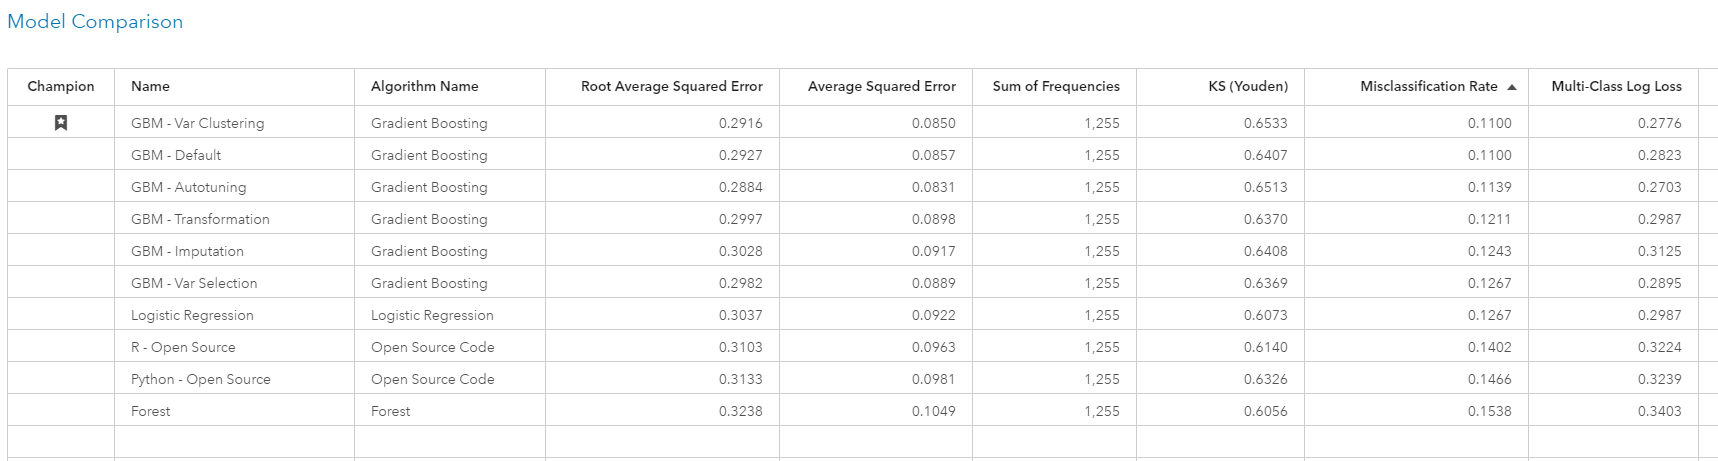 Model Comparison
Champion Name Algorithm Name Root Average Squared Error Average Squared Error Sum of Frequencies KS (Youden) Misclassification Rate Multi-Class Log Loss
GBM - Var Clustering Gradient Boosting 0.2916 0.0850 1,255 0.6533 0.1100 0.2776
GBM - Default Gradient Boosting 0.2927 0.0857 1,255 0.6407 0.1100 0.2823
GBM - Autotuning Gradient Boosting 0.2884 0.0831 1,255 0.6513 0.1139 0.2703
GBM - Transformation Gradient Boosting 0.2997 0.0898 1,255 0.6370 0.1211 0.2987
GBM - Imputation Gradient Boosting 0.3028 0.0917 1,255 0.6408 0.1243 0.3125
GBM - Var Selection Gradient Boosting 0.2982 0.0889 1,255 0.6369 0.1267 0.2895
Logistic Regression Logistic Regression 0.3037 0.0922 1,255 0.6073 0.1267 0.2987
R - Open Source Open Source Code 0.3103 0.0963 1,255 0.6140 0.1402 0.3224
Python - Open Source Open Source Code 0.3133 0.0981 1,255 0.6326 0.1466 0.3239
Forest Forest 0.3238 0.1049 1,255 0.6056 0.1538 0.3403